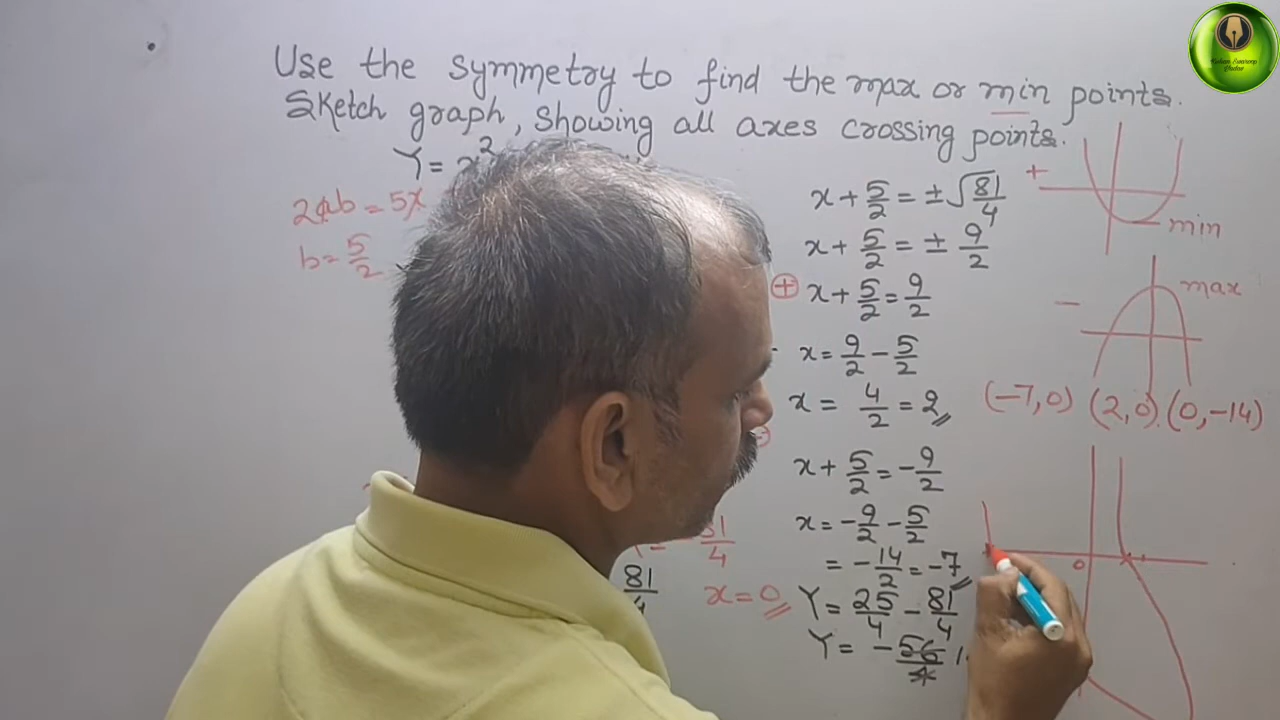 Use the symmetry to find the max or min points.
Sketch graph, showing all axes crossing points.
Y = x²
2ab = 5x
b = 5/2
x + 5/2 = ± √81/4
x + 5/2 = ± 9/2
⊕ x + 5/2 = 9/2
x = 9/2 - 5/2
x = 4/2 = 2
x + 5/2 = -9/2
x = -9/2 - 5/2
= -14/2 = -7
Y = 25/4 - 81/4
Y = -56/4
81/4
x = 0
+
min
-
max
(-7,0) (2,0). (0,-14)
0